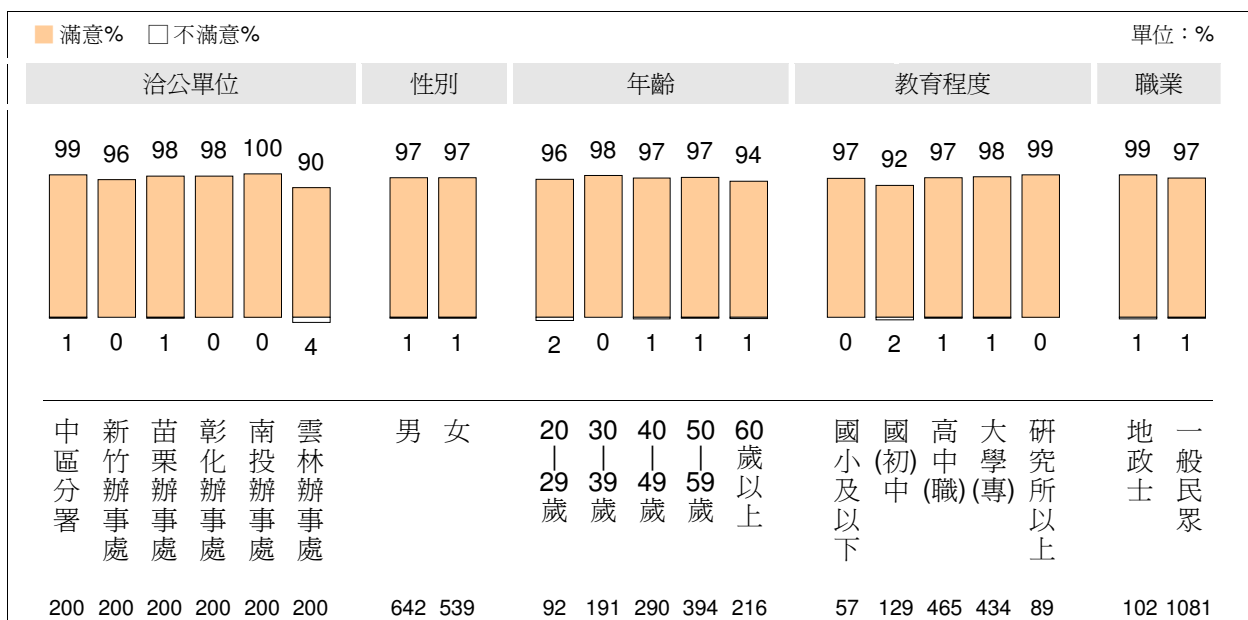 滿意% 不滿意% 單位：%
洽公單位 性別 年齡 教育程度 職業
99 96 98 98 100 90 97 97 96 98 97 97 94 97 92 97 98 99 99 97
1 0 1 0 0 4 1 1 2 0 1 1 1 0 2 1 1 0 1 1
中區分署
新竹辦事處
苗栗辦事處
彰化辦事處
南投辦事處
雲林辦事處
男
女
20|29歲
30|39歲
40|49歲
50|59歲
60歲以上
國小及以下
國(初)中
高中(職)
大學(專)
研究所以上
地政士
一般民眾
200 200 200 200 200 200 642 539 92 191 290 394 216 57 129 465 434 89 102 1081